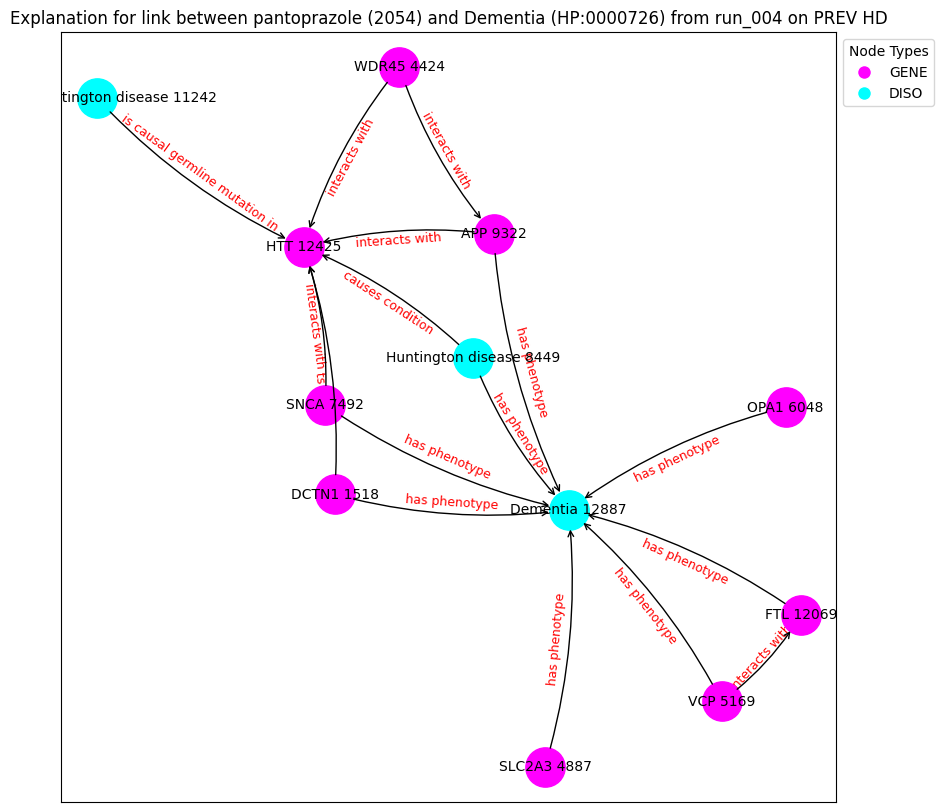 Explanation for link between pantoprazole (2054) and Dementia (HP:0000726) from run_004 on PREV HD
Node Types
GENE
DISO
WDR45 4424
tington disease 11242
is causal germline mutation in
interacts with
interacts with
APP 9322
HTT 12425
interacts with
causes condition
interacts with
Huntington disease 8449
has phenotype
has phenotype
SNCA 7492
OPA1 6048
has phenotype
has phenotype
DCTN1 1518
has phenotype
Dementia 12887
has phenotype
has phenotype
has phenotype
FTL 12069
interacts with
VCP 5169
SLC2A3 4887